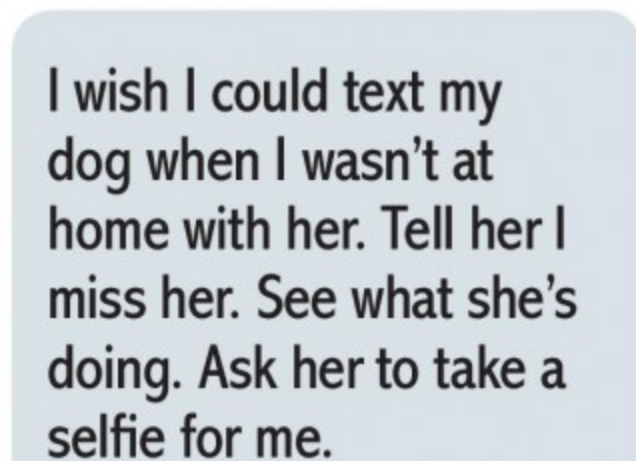 I wish I could text my
dog when I wasn't at
home with her. Tell her I
miss her. See what she's
doing. Ask her to take a
selfie for me.